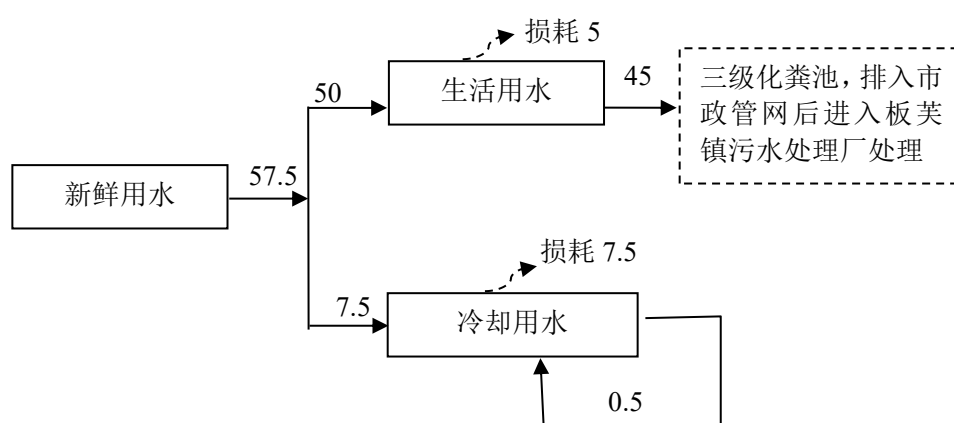 损耗 5
50
生活用水
45
三级化粪池，排入市
政管网后进入板芙
镇污水处理厂处理
新鲜用水
57.5
损耗 7.5
7.5
冷却用水
0.5